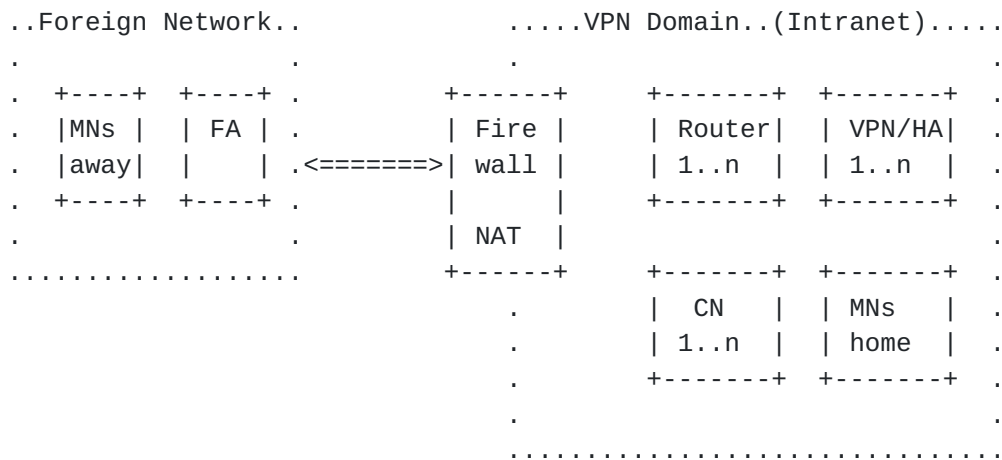 ..Foreign Network..              .....VPN Domain..(Intranet).....
.                 .              .                               .
.  +----+  +----+ .          +------+     +-------+  +-------+  .
.  |MNs |  | FA | .          | Fire |     | Router|  | VPN/HA|  .
.  |away|  |    | .<=======>| wall |     | 1..n  |  | 1..n  |  .
.  +----+  +----+ .          |      |     +-------+  +-------+  .
.                 .          | NAT  |                           .
...................          +------+     +-------+  +-------+  .
                                 .        |  CN   |  | MNs   |  .
                                 .        | 1..n  |  | home  |  .
                                 .        +-------+  +-------+  .
                                 .                              .
                                 ................................